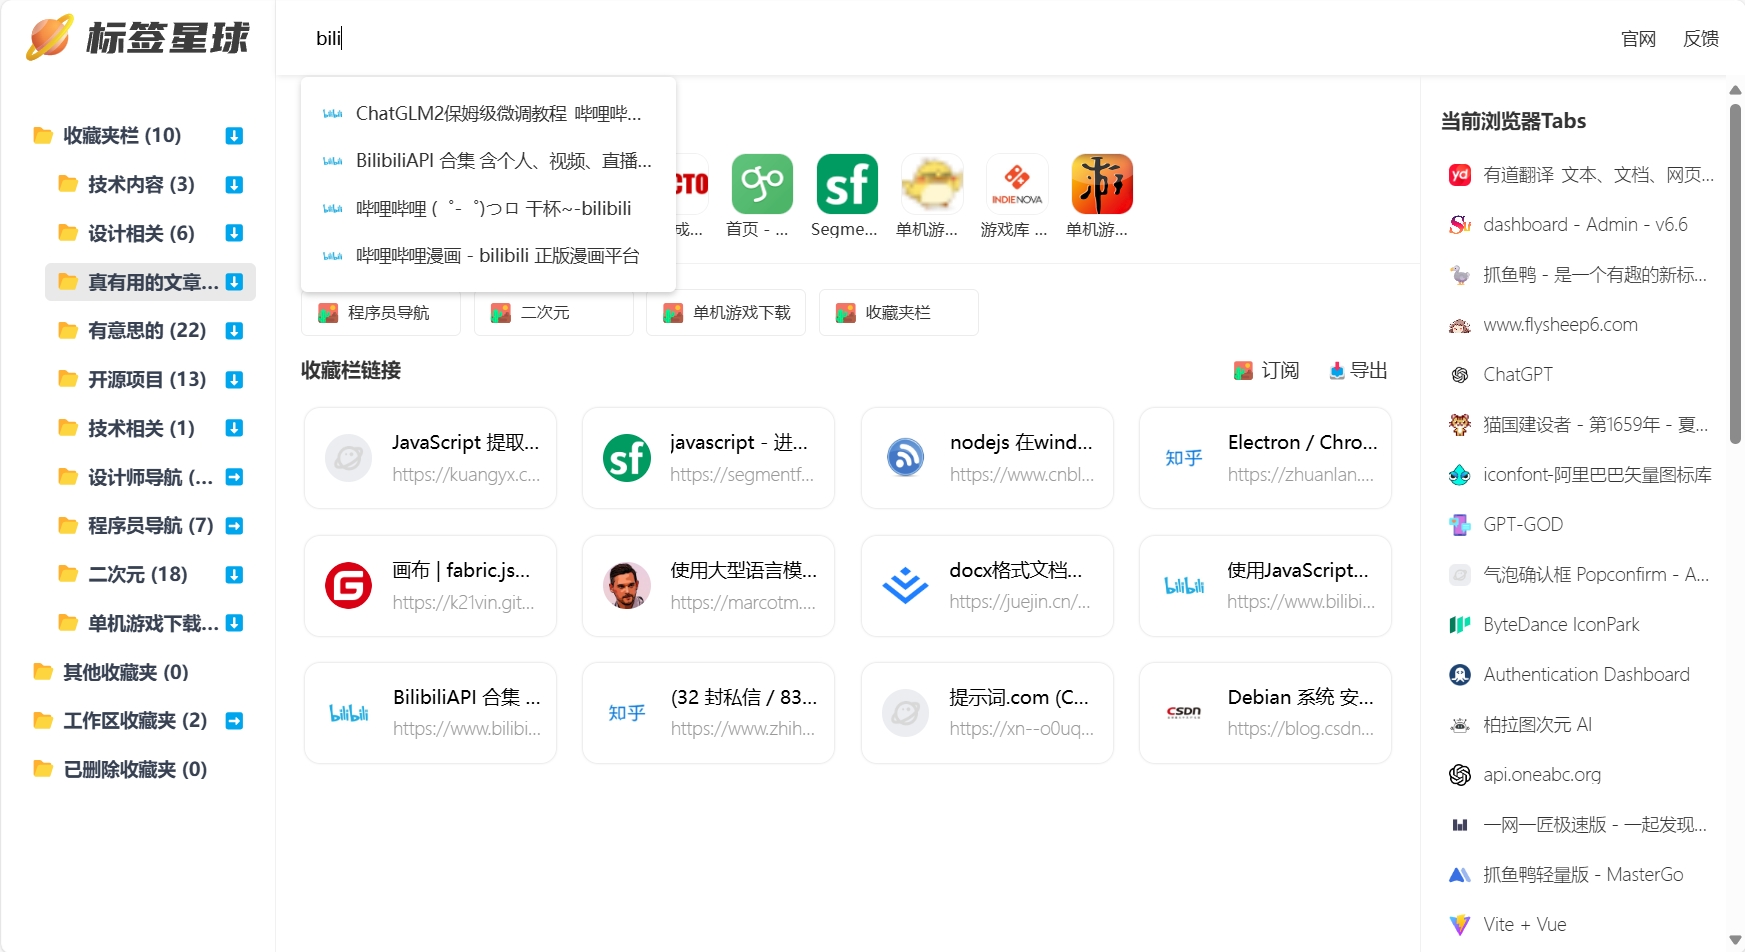 标签星球
bili
官网
反馈
收藏夹栏 (10)
技术内容 (3)
设计相关 (6)
真有用的文章...
有意思的 (22)
开源项目 (13)
技术相关 (1)
设计师导航 (...
程序员导航 (7)
二次元 (18)
单机游戏下载...
其他收藏夹 (0)
工作区收藏夹 (2)
已删除收藏夹 (0)
ChatGLM2保姆级微调教程 哔哩哔...
BilibiliAPI 合集 含个人、视频、直播...
哔哩哔哩 (゜-゜)つロ 干杯~-bilibili
哔哩哔哩漫画 - bilibili 正版漫画平台
CTO
go
sf
INDIENOVA
游
成...
首页 - ...
Segme...
单机游...
游戏库 ...
单机游...
程序员导航
二次元
单机游戏下载
收藏夹栏
收藏栏链接
订阅
导出
JavaScript 提取...
https://kuangyx.c...
sf
javascript - 进...
https://segmentf...
nodejs 在wind...
https://www.cnbl...
知乎
Electron / Chro...
https://zhuanlan....
G
画布 | fabric.js...
https://k21vin.git...
使用大型语言模...
https://marcotm....
docx格式文档...
https://juejin.cn/...
bilibili
使用JavaScript...
https://www.bilibi...
bilibili
BilibiliAPI 合集 ...
https://www.bilibi...
知乎
(32 封私信 / 83...
https://www.zhih...
提示词.com (C...
https://xn--o0uq...
CSDN
Debian 系统 安...
https://blog.csdn...
当前浏览器Tabs
yd
有道翻译 文本、文档、网页...
dashboard - Admin - v6.6
抓鱼鸭 - 是一个有趣的新标...
www.flysheep6.com
ChatGPT
猫国建设者 - 第1659年 - 夏...
iconfont-阿里巴巴矢量图标库
GPT-GOD
气泡确认框 Popconfirm - A...
ByteDance IconPark
Authentication Dashboard
柏拉图次元 AI
api.oneabc.org
一网一匠极速版 - 一起发现...
抓鱼鸭轻量版 - MasterGo
Vite + Vue